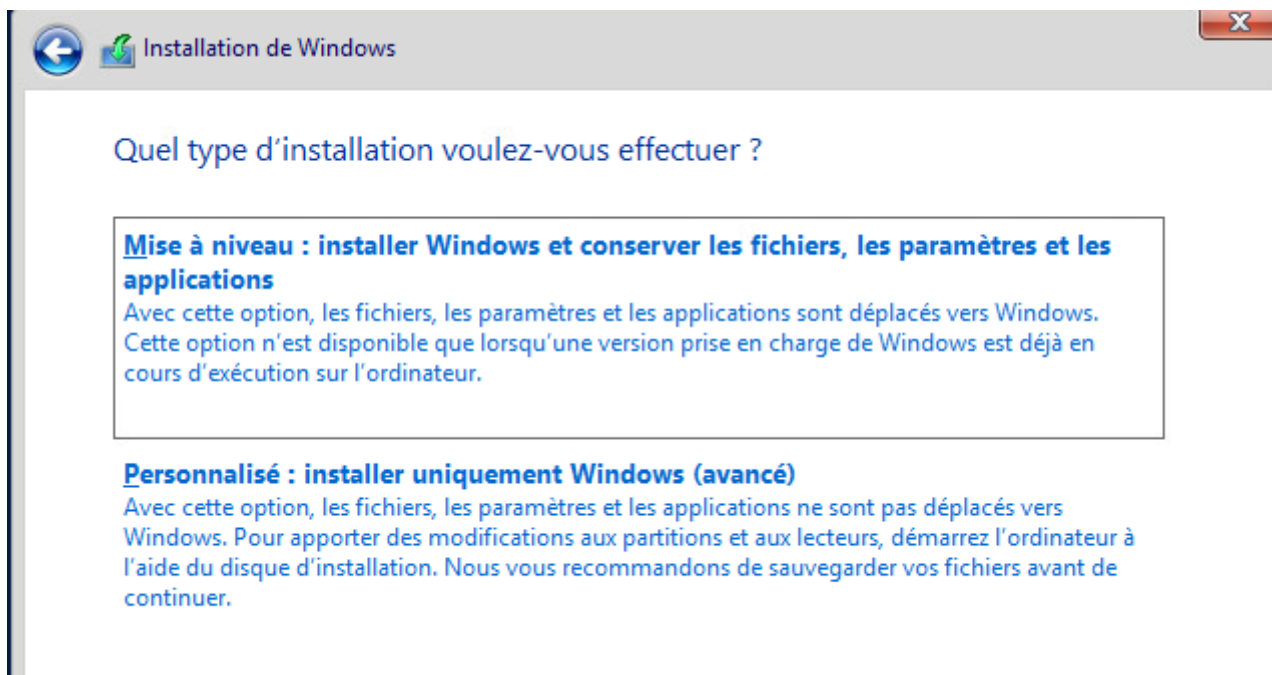 Installation de Windows
Quel type d’installation voulez-vous effectuer ?
Mise à niveau : installer Windows et conserver les fichiers, les paramètres et les
applications
Avec cette option, les fichiers, les paramètres et les applications sont déplacés vers Windows.
Cette option n’est disponible que lorsqu’une version prise en charge de Windows est déjà en
cours d’exécution sur l’ordinateur.
Personnalisé : installer uniquement Windows (avancé)
Avec cette option, les fichiers, les paramètres et les applications ne sont pas déplacés vers
Windows. Pour apporter des modifications aux partitions et aux lecteurs, démarrez l’ordinateur à
l’aide du disque d’installation. Nous vous recommandons de sauvegarder vos fichiers avant de
continuer.